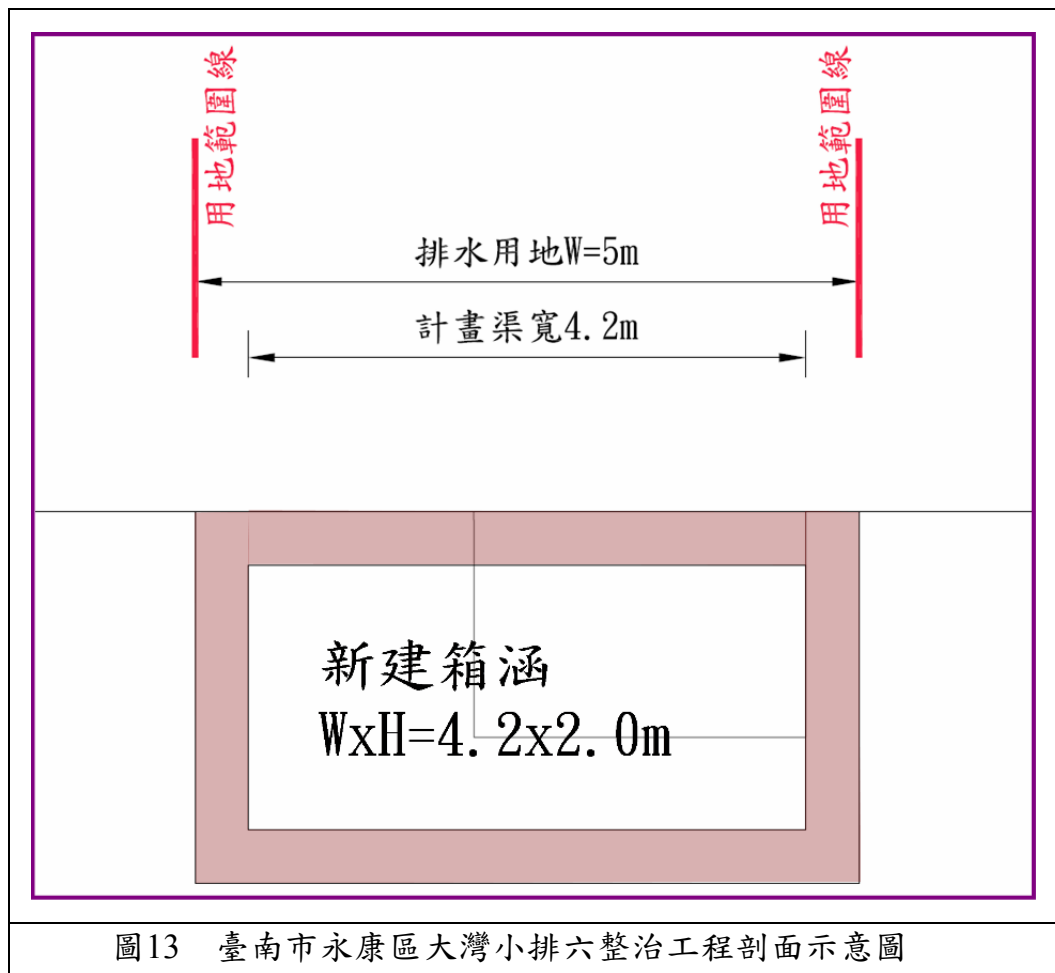 用地範圍線
用地範圍線
排水用地W=5m
計畫渠寬4.2m
新建箱涵
WxH=4.2x2.0m
圖13 臺南市永康區大灣小排六整治工程剖面示意圖